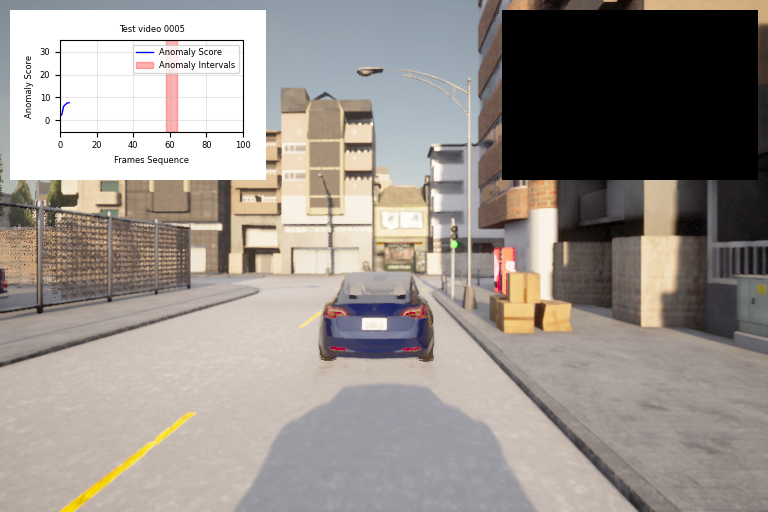 Test video 0005
Anomaly Score
30
20
10
0
Anomaly Score
Anomaly Intervals
0 20 40 60 80 100
Frames Sequence